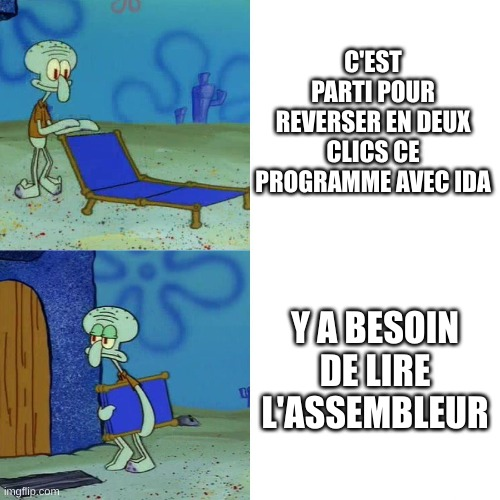 C'EST
PARTI POUR
REVERSER EN DEUX
CLICS CE
PROGRAMME AVEC IDA
Y A BESOIN
DE LIRE
L'ASSEMBLEUR
imgflip.com